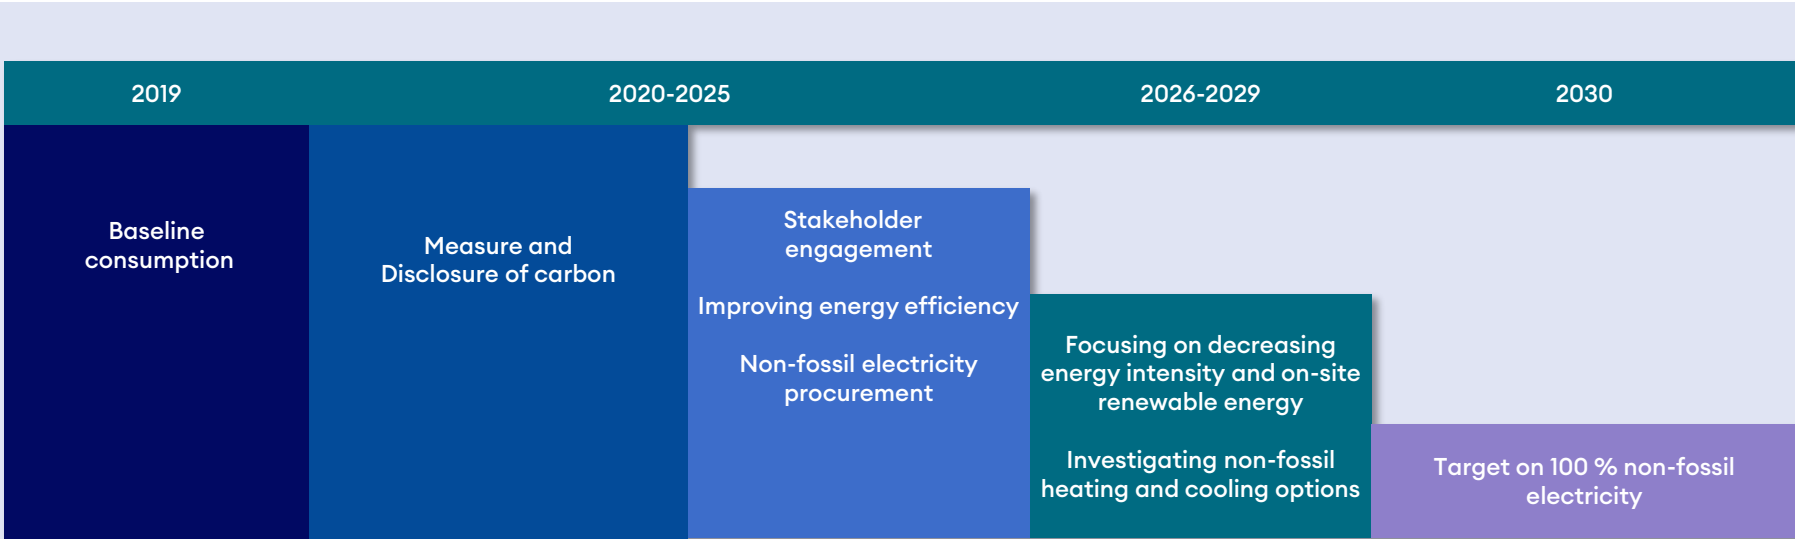 2019
2020-2025
2026-2029
2030
Baseline
consumption
Measure and
Disclosure of carbon
Stakeholder
engagement
Improving energy efficiency
Non-fossil electricity
procurement
Focusing on decreasing
energy intensity and on-site
renewable energy
Investigating non-fossil
heating and cooling options
Target on 100 % non-fossil
electricity